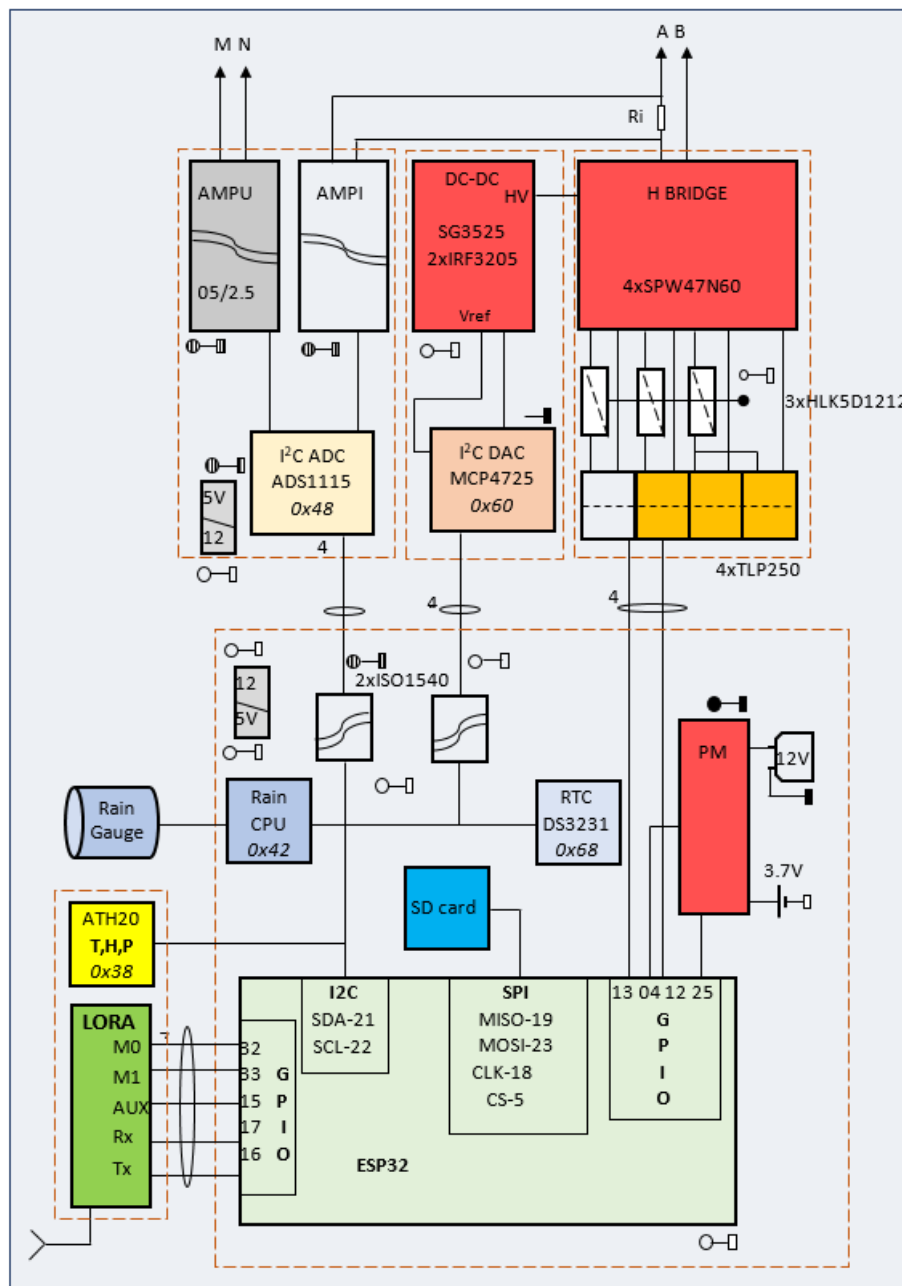 M N
A B
Ri
AMPU
05/2.5
AMPI
DC-DC
HV
SG3525
2xIRF3205
Vref
H BRIDGE
4xSPW47N60
3xHLK5D1212
I²C ADC
ADS1115
0x48
5V
12
4
I²C DAC
MCP4725
0x60
4
4xTLP250
4
12
5V
2xISO1540
PM
12V
3.7V
Rain
Gauge
Rain
CPU
0x42
RTC
DS3231
0x68
SD card
ATH20
T,H,P
0x38
LORA
M0
M1
AUX
Rx
Tx
32
33
15
17
16
G
P
I
O
I2C
SDA-21
SCL-22
SPI
MISO-19
MOSI-23
CLK-18
CS-5
13 04 12 25
G
P
I
O
ESP32